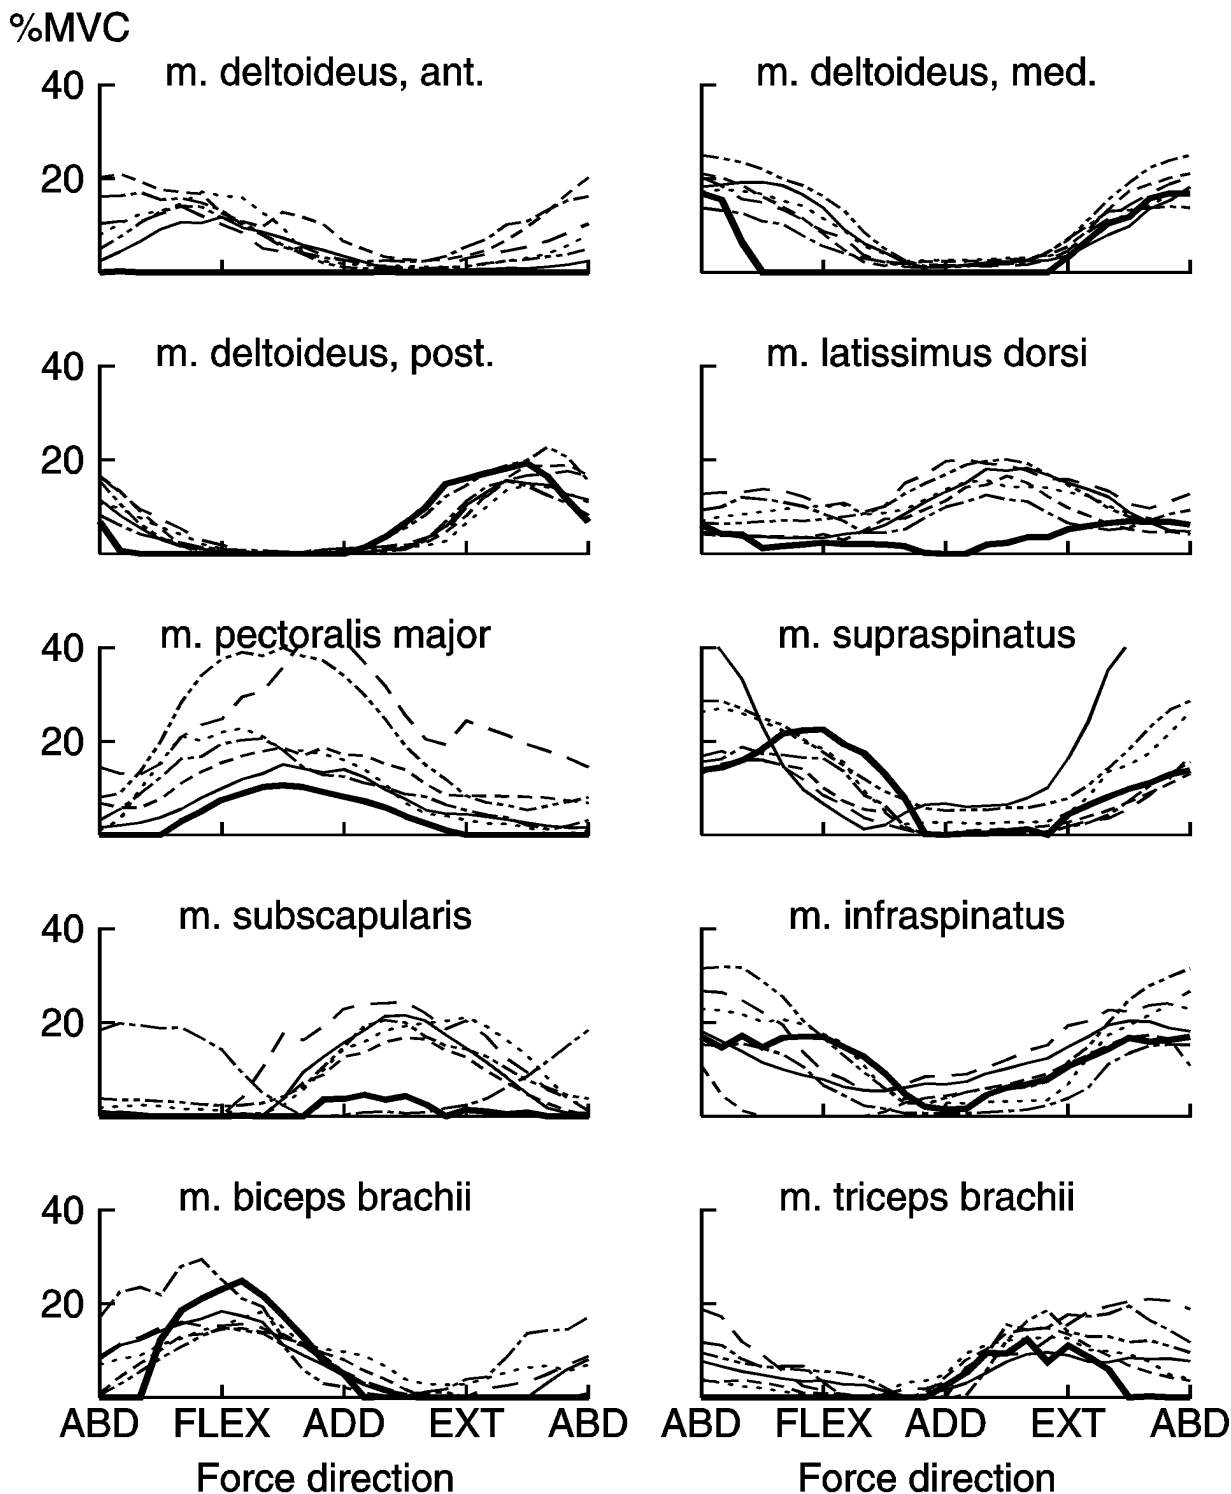 %MVC
m. deltoideus, ant.
m. deltoideus, med.
40
20
m. deltoideus, post.
m. latissimus dorsi
40
20
m. pectoralis major
m. supraspinatus
40
20
m. subscapularis
m. infraspinatus
40
20
m. biceps brachii
m. triceps brachii
40
20
ABD FLEX ADD EXT ABD
ABD FLEX ADD EXT ABD
Force direction
Force direction